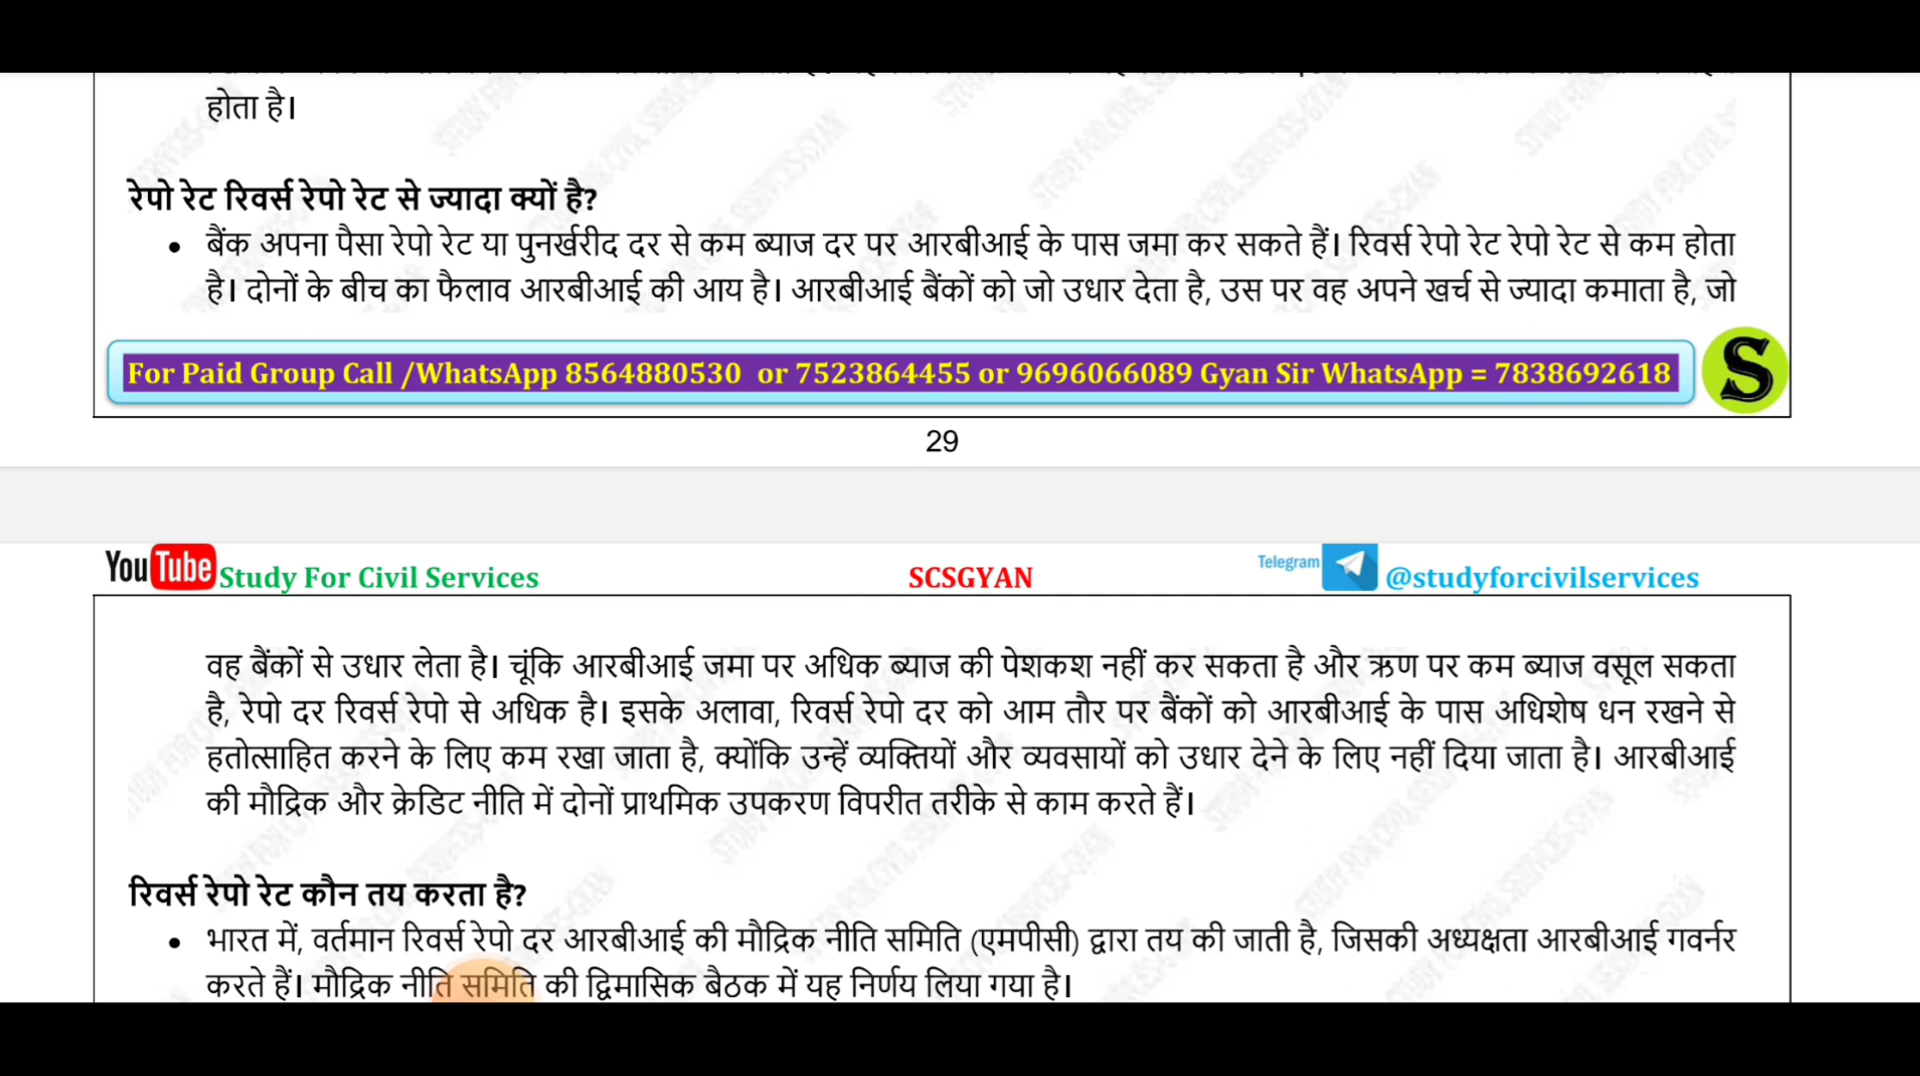 होता है।
रेपो रेट रिवर्स रेपो रेट से ज्यादा क्यों है?
• बैंक अपना पैसा रेपो रेट या पुनर्खरीद दर से कम ब्याज दर पर आरबीआई के पास जमा कर सकते हैं। रिवर्स रेपो रेट रेपो रेट से कम होता
है। दोनों के बीच का फैलाव आरबीआई की आय है। आरबीआई बैंकों को जो उधार देता है, उस पर वह अपने खर्च से ज्यादा कमाता है, जो
For Paid Group Call /WhatsApp 8564880530 or 7523864455 or 9696066089 Gyan Sir WhatsApp = 7838692618
S
29
YouTube Study For Civil Services SCSGYAN Telegram @studyforcivilservices
वह बैंकों से उधार लेता है। चूंकि आरबीआई जमा पर अधिक ब्याज की पेशकश नहीं कर सकता है और ऋण पर कम ब्याज वसूल सकता
है, रेपो दर रिवर्स रेपो से अधिक है। इसके अलावा, रिवर्स रेपो दर को आम तौर पर बैंकों को आरबीआई के पास अधिशेष धन रखने से
हतोत्साहित करने के लिए कम रखा जाता है, क्योंकि उन्हें व्यक्तियों और व्यवसायों को उधार देने के लिए नहीं दिया जाता है। आरबीआई
की मौद्रिक और क्रेडिट नीति में दोनों प्राथमिक उपकरण विपरीत तरीके से काम करते हैं।
रिवर्स रेपो रेट कौन तय करता है?
• भारत में, वर्तमान रिवर्स रेपो दर आरबीआई की मौद्रिक नीति समिति (एमपीसी) द्वारा तय की जाती है, जिसकी अध्यक्षता आरबीआई गवर्नर
करते हैं। मौद्रिक नीति समिति की द्विमासिक बैठक में यह निर्णय लिया गया है।